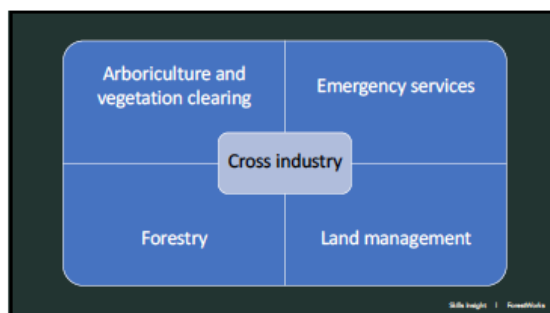 Arboriculture and
vegetation clearing
Emergency services
Cross industry
Forestry
Land management
Skills Insight | ForestWorks